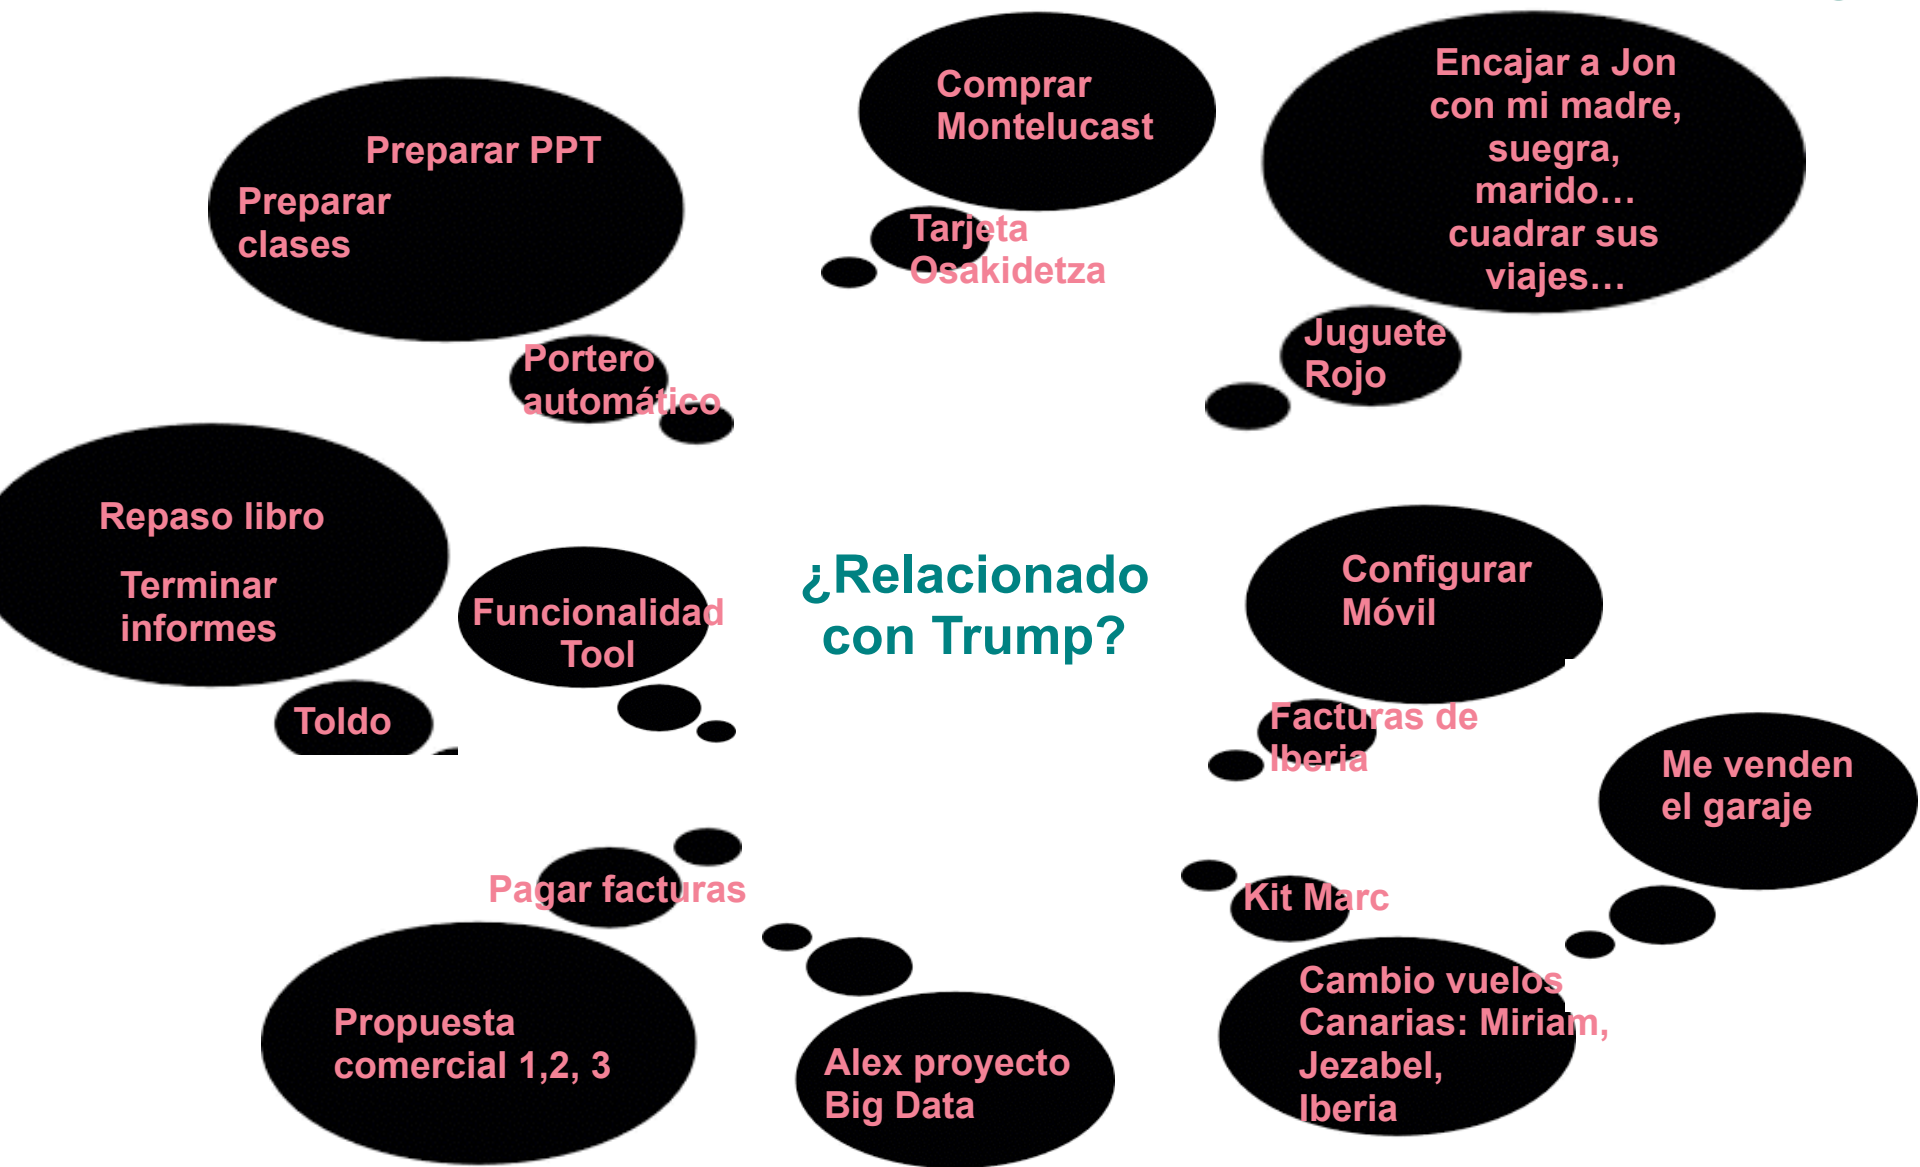 Preparar PPT
Preparar
clases
Portero
automático
Comprar
Montelucast
Tarjeta
Osakidetza
Encajar a Jon
con mi madre,
suegra,
marido…
cuadrar sus
viajes…
Juguete
Rojo
Repaso libro
Terminar
informes
Toldo
Funcionalidad
Tool
¿Relacionado
con Trump?
Configurar
Móvil
Facturas de
Iberia
Me venden
el garaje
Pagar facturas
Propuesta
comercial 1,2, 3
Alex proyecto
Big Data
Kit Marc
Cambio vuelos
Canarias: Miriam,
Jezabel,
Iberia